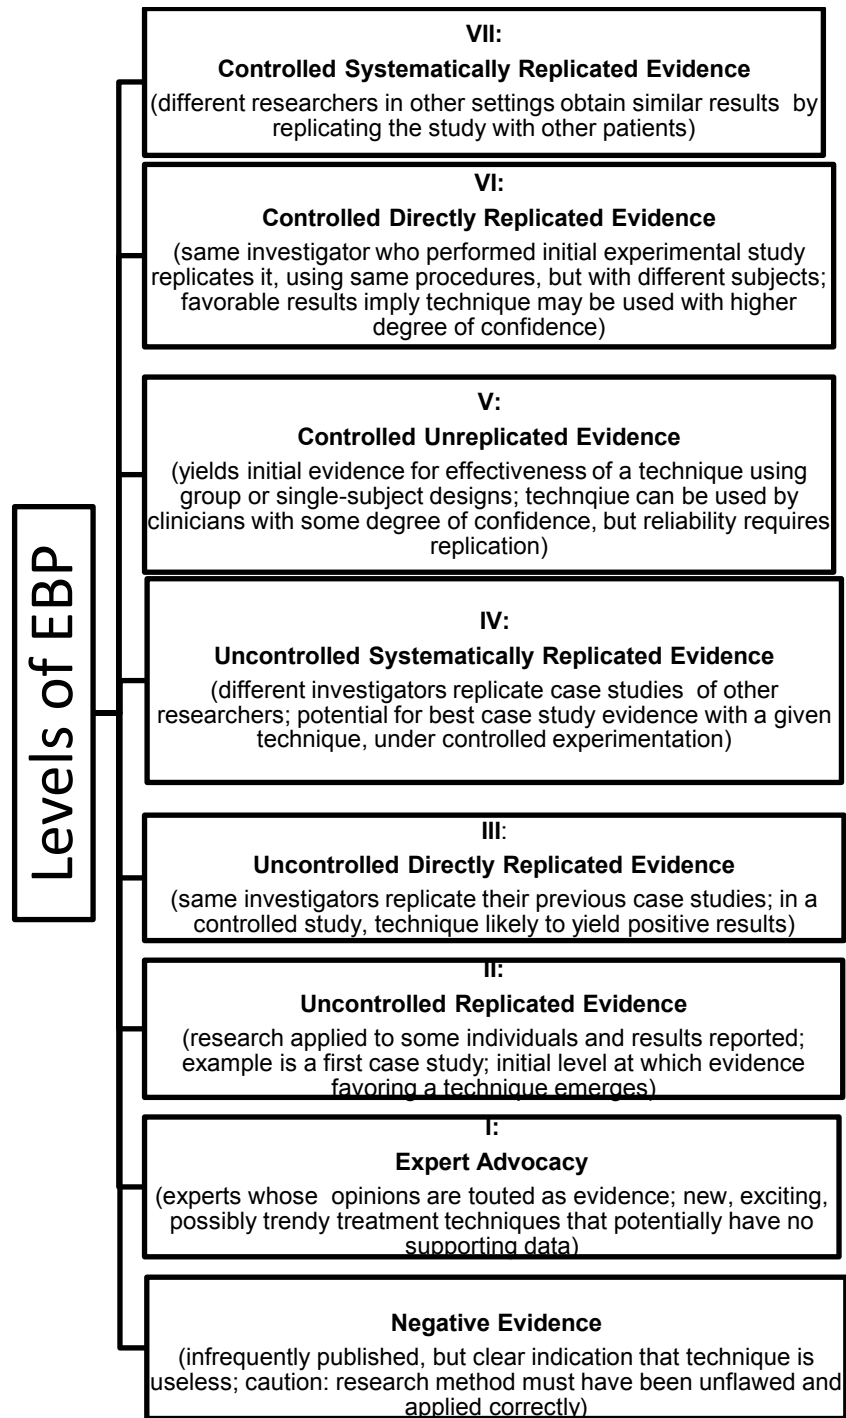 Levels of EBP
VII:
Controlled Systematically Replicated Evidence
(different researchers in other settings obtain similar results by
replicating the study with other patients)
VI:
Controlled Directly Replicated Evidence
(same investigator who performed initial experimental study
replicates it, using same procedures, but with different subjects;
favorable results imply technique may be used with higher
degree of confidence)
V:
Controlled Unreplicated Evidence
(yields initial evidence for effectiveness of a technique using
group or single-subject designs; technqiue can be used by
clinicians with some degree of confidence, but reliability requires
replication)
IV:
Uncontrolled Systematically Replicated Evidence
(different investigators replicate case studies of other
researchers; potential for best case study evidence with a given
technique, under controlled experimentation)
III:
Uncontrolled Directly Replicated Evidence
(same investigators replicate their previous case studies; in a
controlled study, technique likely to yield positive results)
II:
Uncontrolled Replicated Evidence
(research applied to some individuals and results reported;
example is a first case study; initial level at which evidence
favoring a technique emerges)
I:
Expert Advocacy
(experts whose opinions are touted as evidence; new, exciting,
possibly trendy treatment techniques that potentially have no
supporting data)
Negative Evidence
(infrequently published, but clear indication that technique is
useless; caution: research method must have been unflawed and
applied correctly)